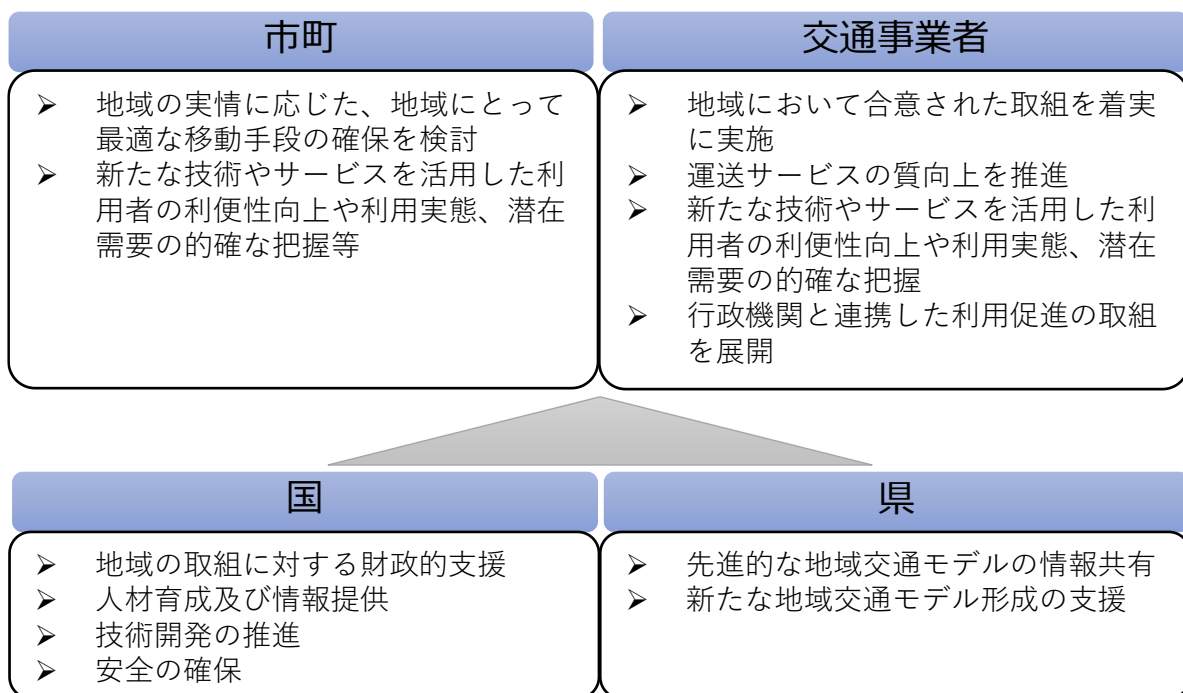 市町
➢ 地域の実情に応じた、地域にとって
最適な移動手段の確保を検討
➢ 新たな技術やサービスを活用した利
用者の利便性向上や利用実態、潜在
需要の的確な把握等
交通事業者
➢ 地域において合意された取組を着実
に実施
➢ 運送サービスの質向上を推進
➢ 新たな技術やサービスを活用した利
用者の利便性向上や利用実態、潜在
需要の的確な把握
➢ 行政機関と連携した利用促進の取組
を展開
国
➢ 地域の取組に対する財政的支援
➢ 人材育成及び情報提供
➢ 技術開発の推進
➢ 安全の確保
県
➢ 先進的な地域交通モデルの情報共有
➢ 新たな地域交通モデル形成の支援